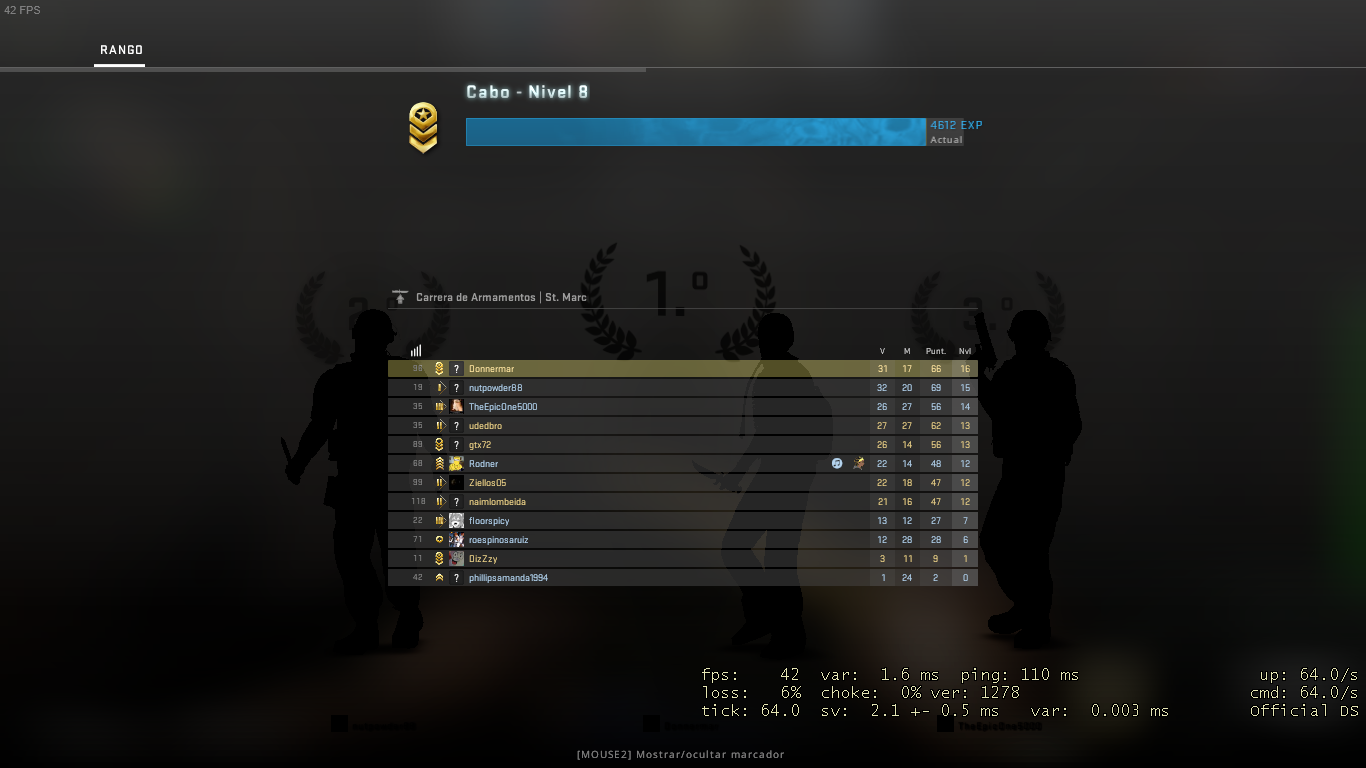 42 FPS
RANGO
Cabo - Nivel 8
4612 EXP
Actual
1.º
Carrera de Armamentos | St. Marc
V M Punt. Nvl
96 ? Donnermar 31 17 66 16
19 ? nutpowder88 32 20 69 15
35 TheEpicOne5000 26 27 56 14
35 ? udedbro 27 27 62 13
89 ? gtx72 26 14 56 13
68 Rodner 22 14 48 12
99 Ziellos05 22 18 47 12
118 ? naimlombeida 21 16 47 12
22 floorspicy 13 12 27 7
71 roespinosaruiz 12 28 28 6
11 DizZzy 3 11 9 1
42 ? phillipsamanda1994 1 24 2 0
fps: 42 var: 1.6 ms ping: 110 ms up: 64.0/s
loss: 6% choke: 0% ver: 1278 cmd: 64.0/s
tick: 64.0 sv: 2.1 +- 0.5 ms var: 0.003 ms Official DS
TheEpicOne5000
[MOUSE2] Mostrar/ocultar marcador